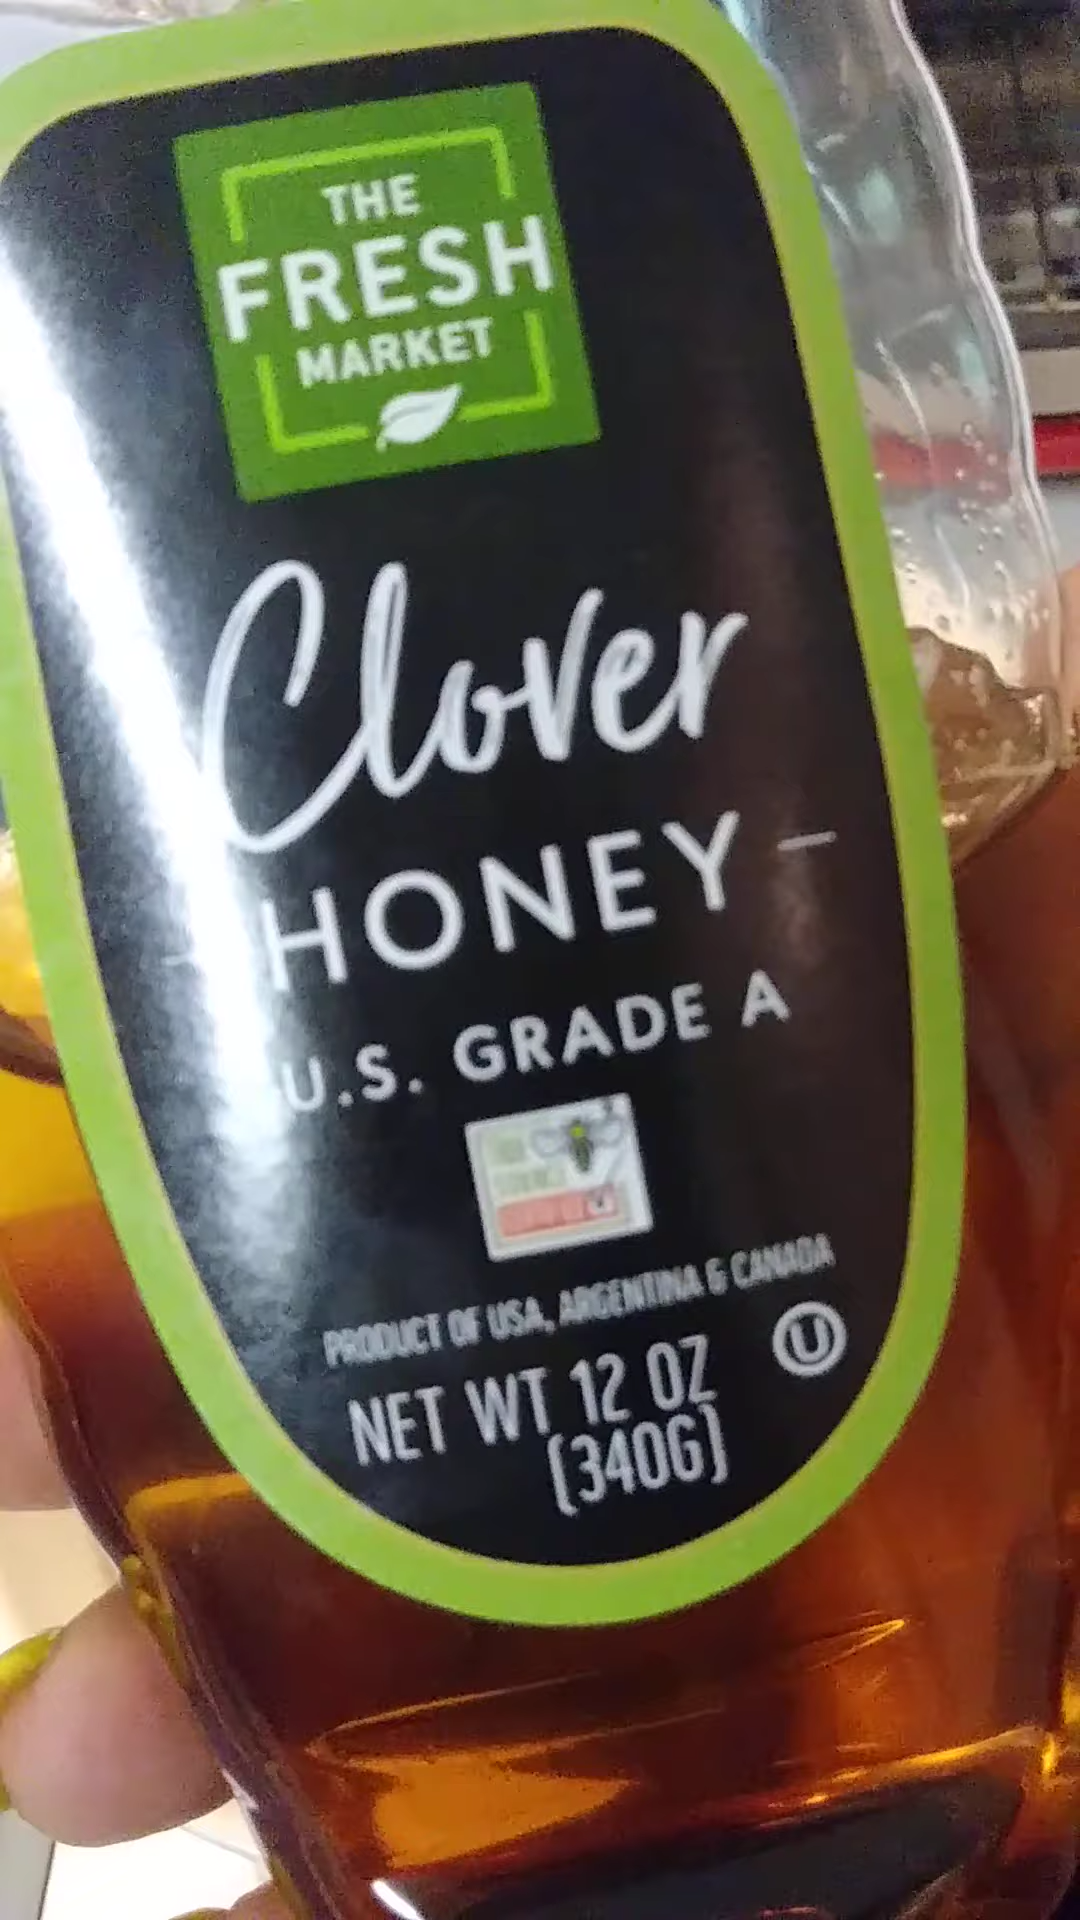 THE
FRESH
MARKET
Clover
HONEY
U.S. GRADE A
PRODUCT OF USA, ARGENTINA & CANADA
U
NET WT 12 OZ
(340G)